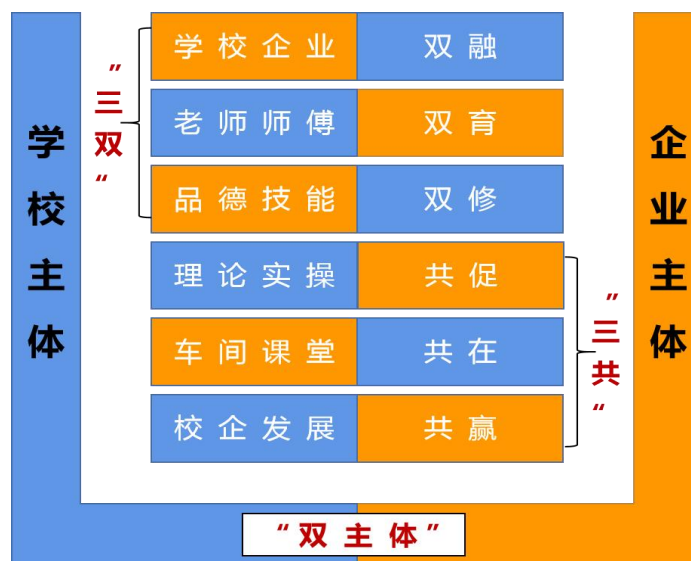 学校主体
"三双"
学校企业 双融
老师师傅 双育
品德技能 双修
理论实操 共促
车间课堂 共在
校企发展 共赢
"三共"
企业主体
"双主体"